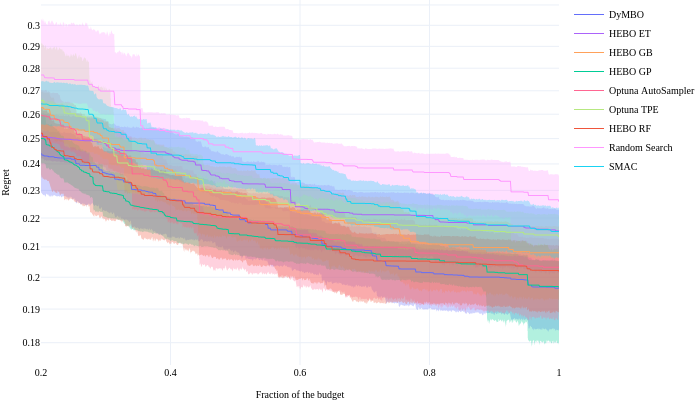 0.3
0.29
0.28
0.27
0.26
0.25
0.24
0.23
0.22
0.21
0.2
0.19
0.18
Regret
0.2
0.4
0.6
0.8
1
Fraction of the budget
DyMBO
HEBO ET
HEBO GB
HEBO GP
Optuna AutoSampler
Optuna TPE
HEBO RF
Random Search
SMAC